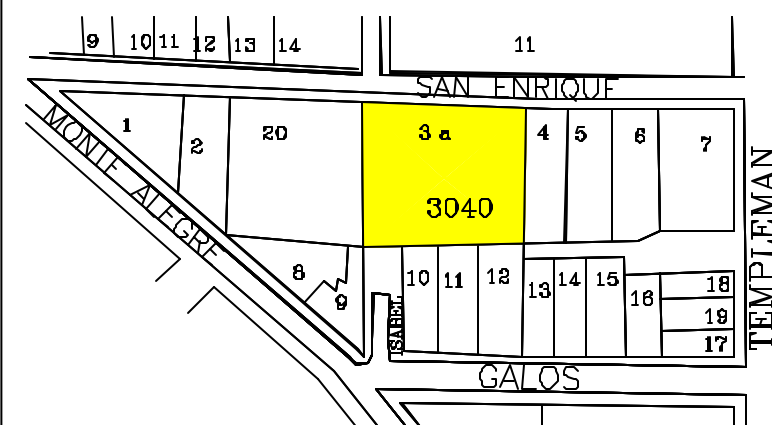 9 10 11 12 13 14 11
SAN ENRIQUE
1 2 20 3 a 4 5 6 7
3040
MONTE ALEGRE
TEMPLEMAN
8 9 10 11 12 13 14 15 16 18
19
17
ISABEL
GALOS